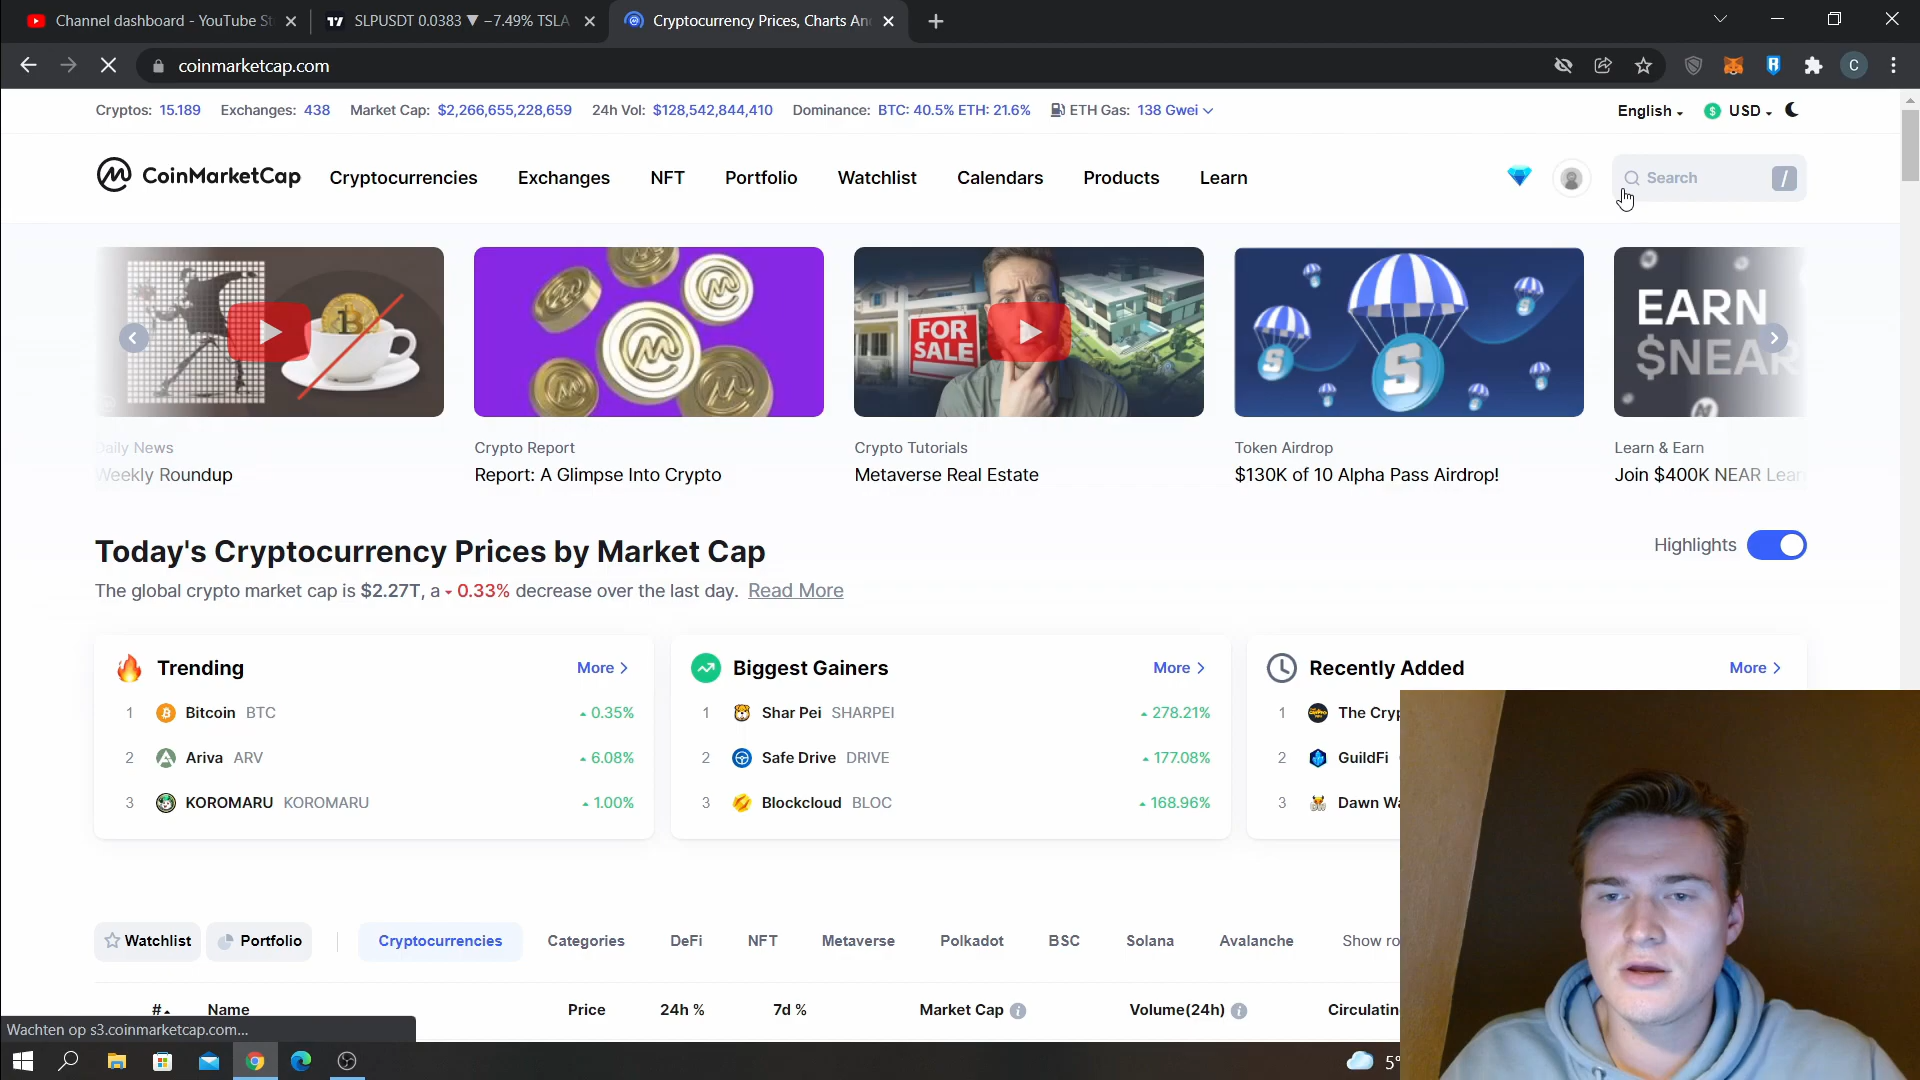 Channel dashboard - YouTube St
SLPUSDT 0.0383 ▼ −7.49% TSLA
Cryptocurrency Prices, Charts An
coinmarketcap.com
C
Cryptos: 15.189 Exchanges: 438 Market Cap: $2,266,655,228,659 24h Vol: $128,542,844,410 Dominance: BTC: 40.5% ETH: 21.6% ETH Gas: 138 Gwei
English
$ USD
CoinMarketCap
Cryptocurrencies Exchanges NFT Portfolio Watchlist Calendars Products Learn
Search /
FOR
SALE
S S
EARN
$NEAR
Daily News
Weekly Roundup
Crypto Report
Report: A Glimpse Into Crypto
Crypto Tutorials
Metaverse Real Estate
Token Airdrop
$130K of 10 Alpha Pass Airdrop!
Learn & Earn
Join $400K NEAR Lear
Today's Cryptocurrency Prices by Market Cap
Highlights
The global crypto market cap is $2.27T, a 0.33% decrease over the last day. Read More
Trending More >
1 Bitcoin BTC 0.35%
2 Ariva ARV 6.08%
3 KOROMARU KOROMARU 1.00%
Biggest Gainers More >
1 Shar Pei SHARPEI 278.21%
2 Safe Drive DRIVE 177.08%
3 Blockcloud BLOC 168.96%
Recently Added More >
1 The Cryp
2 GuildFi
3 Dawn Wa
Watchlist Portfolio Cryptocurrencies Categories DeFi NFT Metaverse Polkadot BSC Solana Avalanche Show ro
# Name Price 24h % 7d % Market Cap Volume(24h) Circulatin
Wachten op s3.coinmarketcap.com...
5°